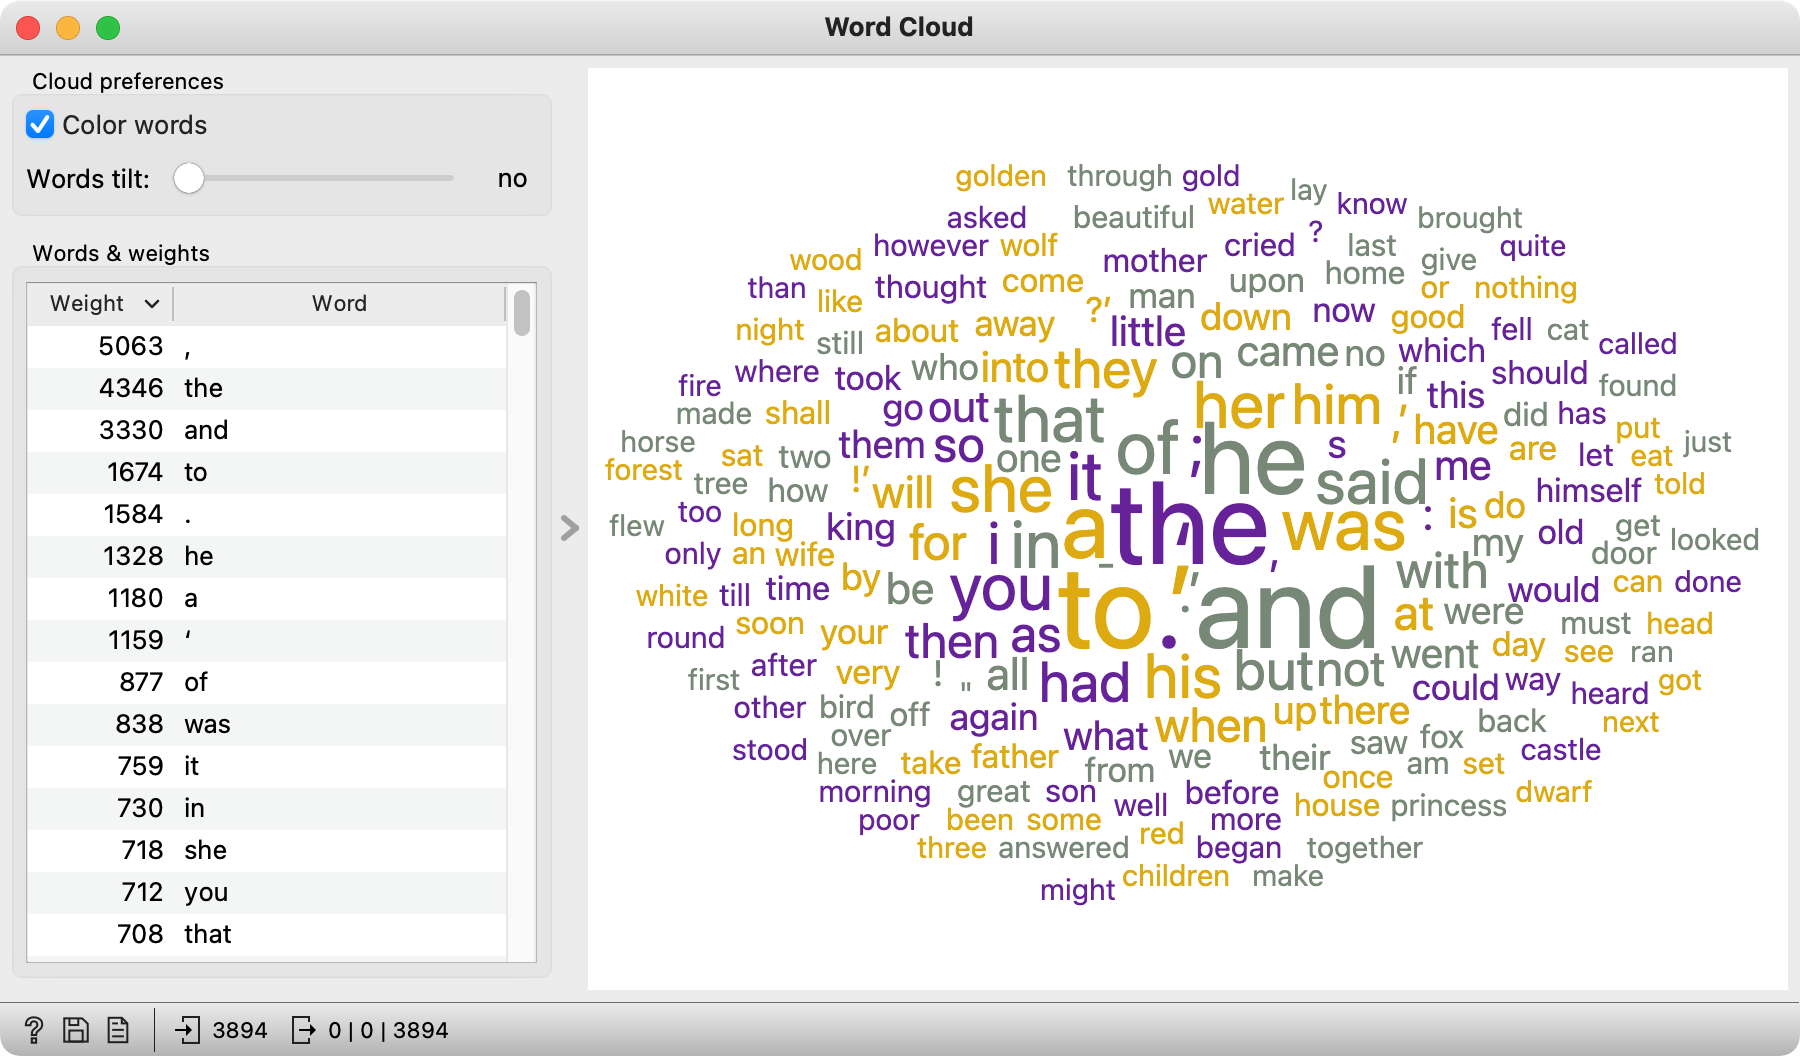 Word Cloud
Cloud preferences
Color words
Words tilt: no
Words & weights
Weight Word
5063 ,
4346 the
3330 and
1674 to
1584 .
1328 he
1180 a
1159 ‘
877 of
838 was
759 it
730 in
718 she
712 you
708 that
golden through gold lay
asked beautiful water know brought
however wolf mother cried ? last quite
wood than like thought come man upon home give or nothing
night still about away ?’ little down now good fell cat called
fire where took who into they on came no which should found
made shall go out that her him if this did has put
horse sat two them so one of ; he s ’ have are let eat just
forest tree how !’ will she it said me himself told
flew too long king for i in a the , was : is do old get looked
only an wife my door
white till time by be you _ to . ’ : and with would can done
round soon your then as at were must head
first after very ! " all had his but not went day see ran
other bird off again could way heard got
stood over what when up there back next
here take father from we their saw fox castle
morning great son well before once am set dwarf
poor been some red more house princess
three answered began together
might children make
3894 0 | 0 | 3894